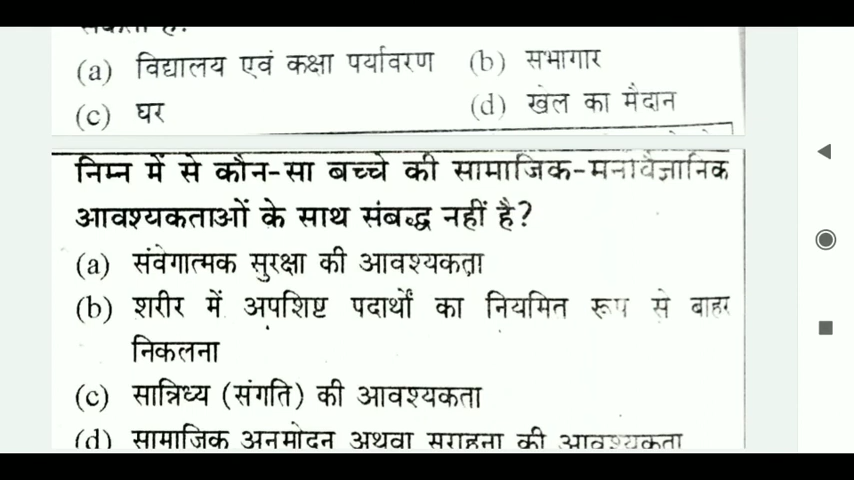 (a) विद्यालय एवं कक्षा पर्यावरण (b) सभागार
(c) घर (d) खेल का मैदान
निम्न में से कौन-सा बच्चे की सामाजिक-मनोवैज्ञानिक
आवश्यकताओं के साथ संबद्ध नहीं है?
(a) संवेगात्मक सुरक्षा की आवश्यकता
(b) शरीर में अपशिष्ट पदार्थों का नियमित रूप से बाहर
निकलना
(c) सान्निध्य (संगति) की आवश्यकता
(d) सामाजिक अनुमोदन अथवा सराहना की आवश्यकता